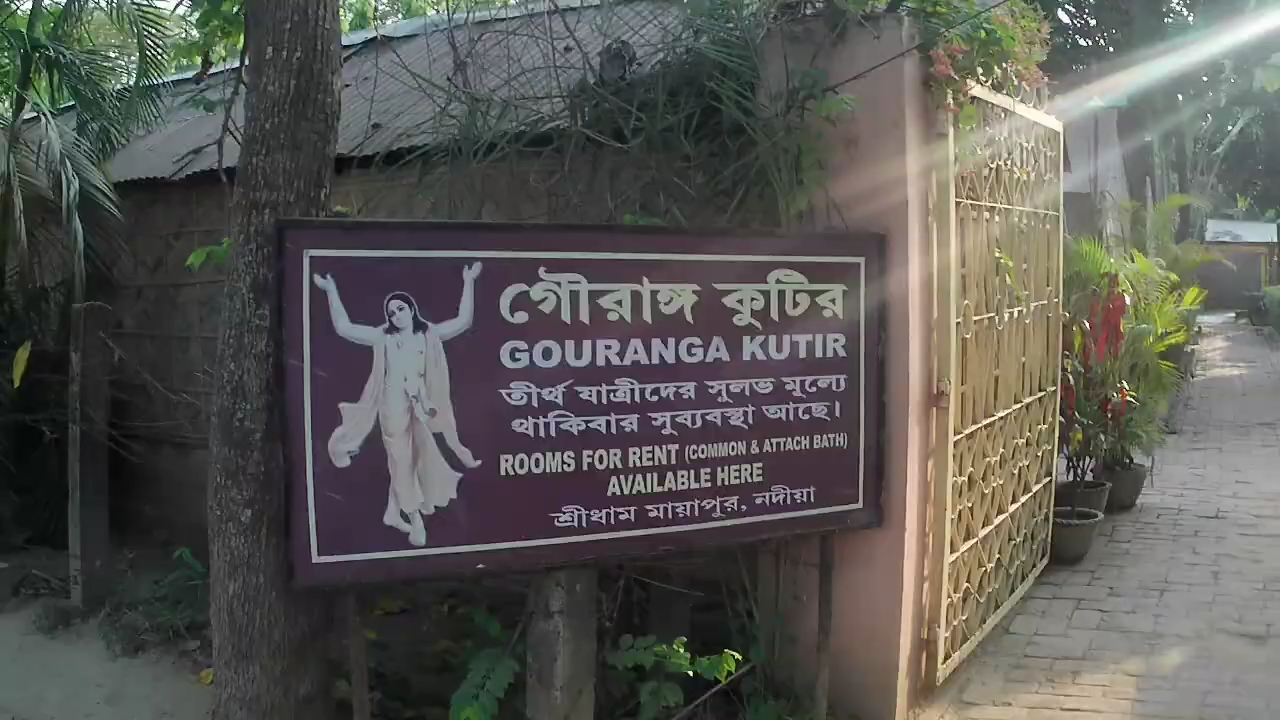 গৌরাঙ্গ কুটির
GOURANGA KUTIR
তীর্থ যাত্রীদের সুলভ মূল্যে
থাকিবার সুব্যবস্থা আছে।
ROOMS FOR RENT (COMMON & ATTACH BATH)
AVAILABLE HERE
শ্রীধাম মায়াপুর, নদীয়া